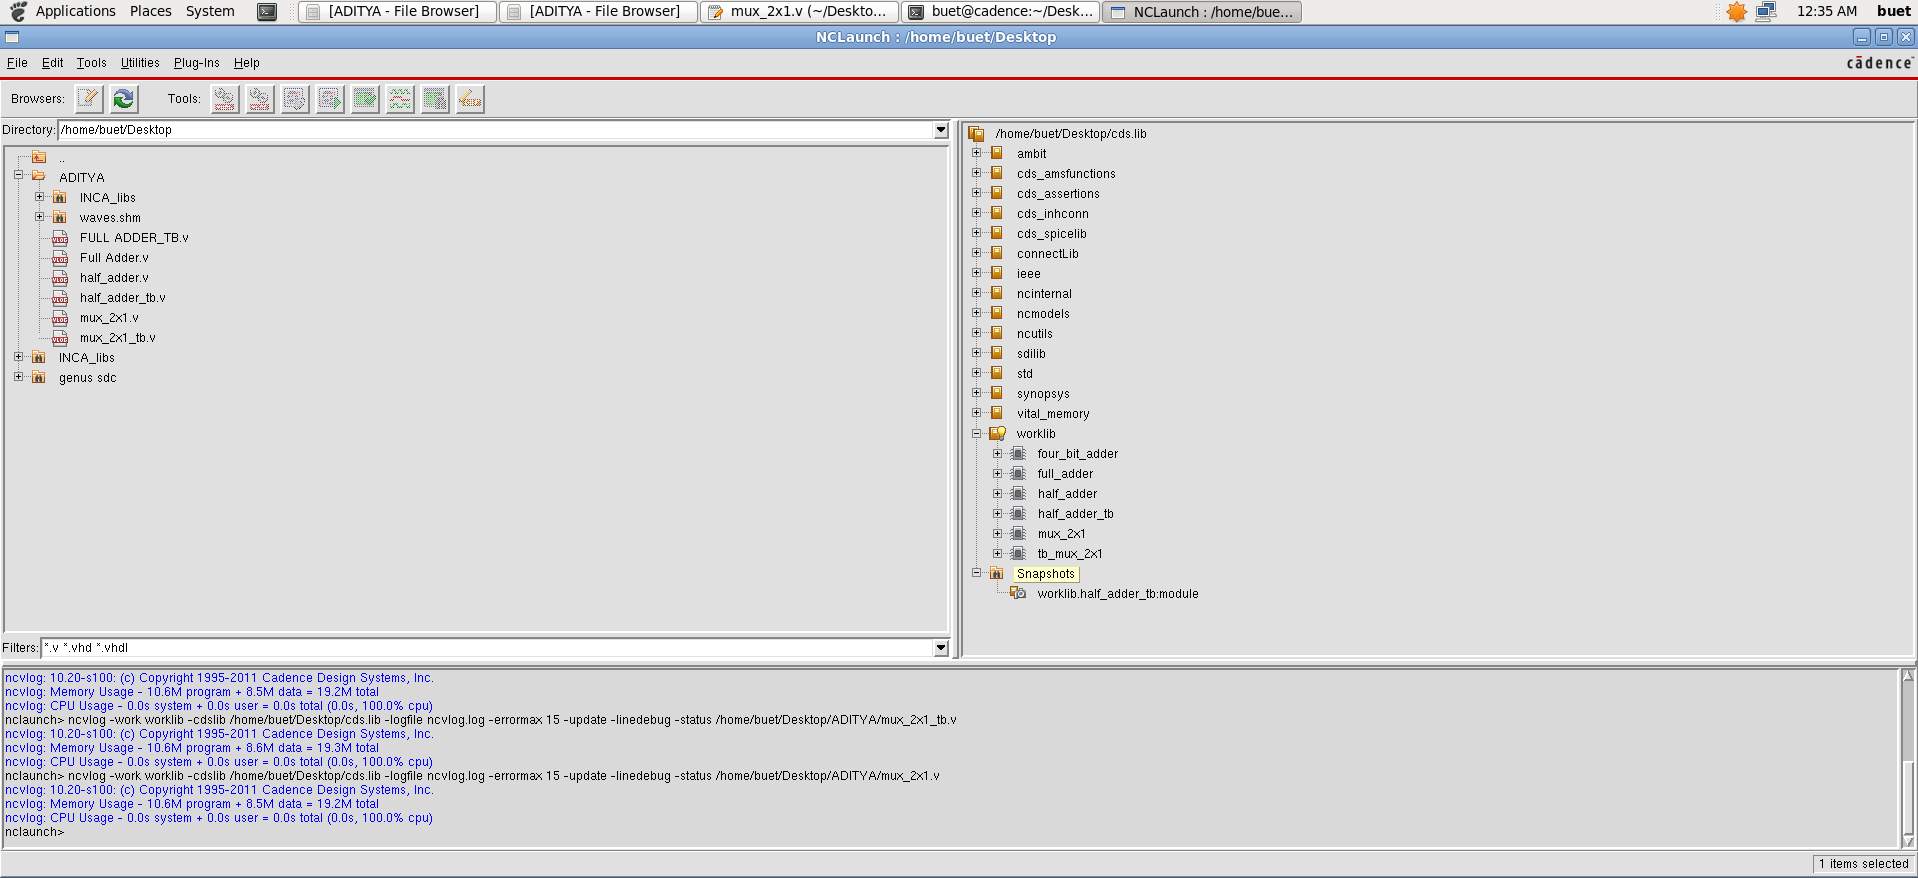 Applications Places System [ADITYA - File Browser] [ADITYA - File Browser] mux_2x1.v (~/Deskto... buet@cadence:~/Desk... NCLaunch : /home/bue... 12:35 AM buet
NCLaunch : /home/buet/Desktop
File Edit Tools Utilities Plug-Ins Help cādence
Browsers: Tools:
Directory: /home/buet/Desktop
..
ADITYA
INCA_libs
waves.shm
FULL ADDER_TB.v
Full Adder.v
half_adder.v
half_adder_tb.v
mux_2x1.v
mux_2x1_tb.v
INCA_libs
genus sdc
Filters: *.v *.vhd *.vhdl
/home/buet/Desktop/cds.lib
ambit
cds_amsfunctions
cds_assertions
cds_inhconn
cds_spicelib
connectLib
ieee
ncinternal
ncmodels
ncutils
sdilib
std
synopsys
vital_memory
worklib
four_bit_adder
full_adder
half_adder
half_adder_tb
mux_2x1
tb_mux_2x1
Snapshots
worklib.half_adder_tb:module
ncvlog: 10.20-s100: (c) Copyright 1995-2011 Cadence Design Systems, Inc.
ncvlog: Memory Usage - 10.6M program + 8.5M data = 19.2M total
ncvlog: CPU Usage - 0.0s system + 0.0s user = 0.0s total (0.0s, 100.0% cpu)
nclaunch> ncvlog -work worklib -cdslib /home/buet/Desktop/cds.lib -logfile ncvlog.log -errormax 15 -update -linedebug -status /home/buet/Desktop/ADITYA/mux_2x1_tb.v
ncvlog: 10.20-s100: (c) Copyright 1995-2011 Cadence Design Systems, Inc.
ncvlog: Memory Usage - 10.6M program + 8.6M data = 19.3M total
ncvlog: CPU Usage - 0.0s system + 0.0s user = 0.0s total (0.0s, 100.0% cpu)
nclaunch> ncvlog -work worklib -cdslib /home/buet/Desktop/cds.lib -logfile ncvlog.log -errormax 15 -update -linedebug -status /home/buet/Desktop/ADITYA/mux_2x1.v
ncvlog: 10.20-s100: (c) Copyright 1995-2011 Cadence Design Systems, Inc.
ncvlog: Memory Usage - 10.6M program + 8.5M data = 19.2M total
ncvlog: CPU Usage - 0.0s system + 0.0s user = 0.0s total (0.0s, 100.0% cpu)
nclaunch>
1 items selected